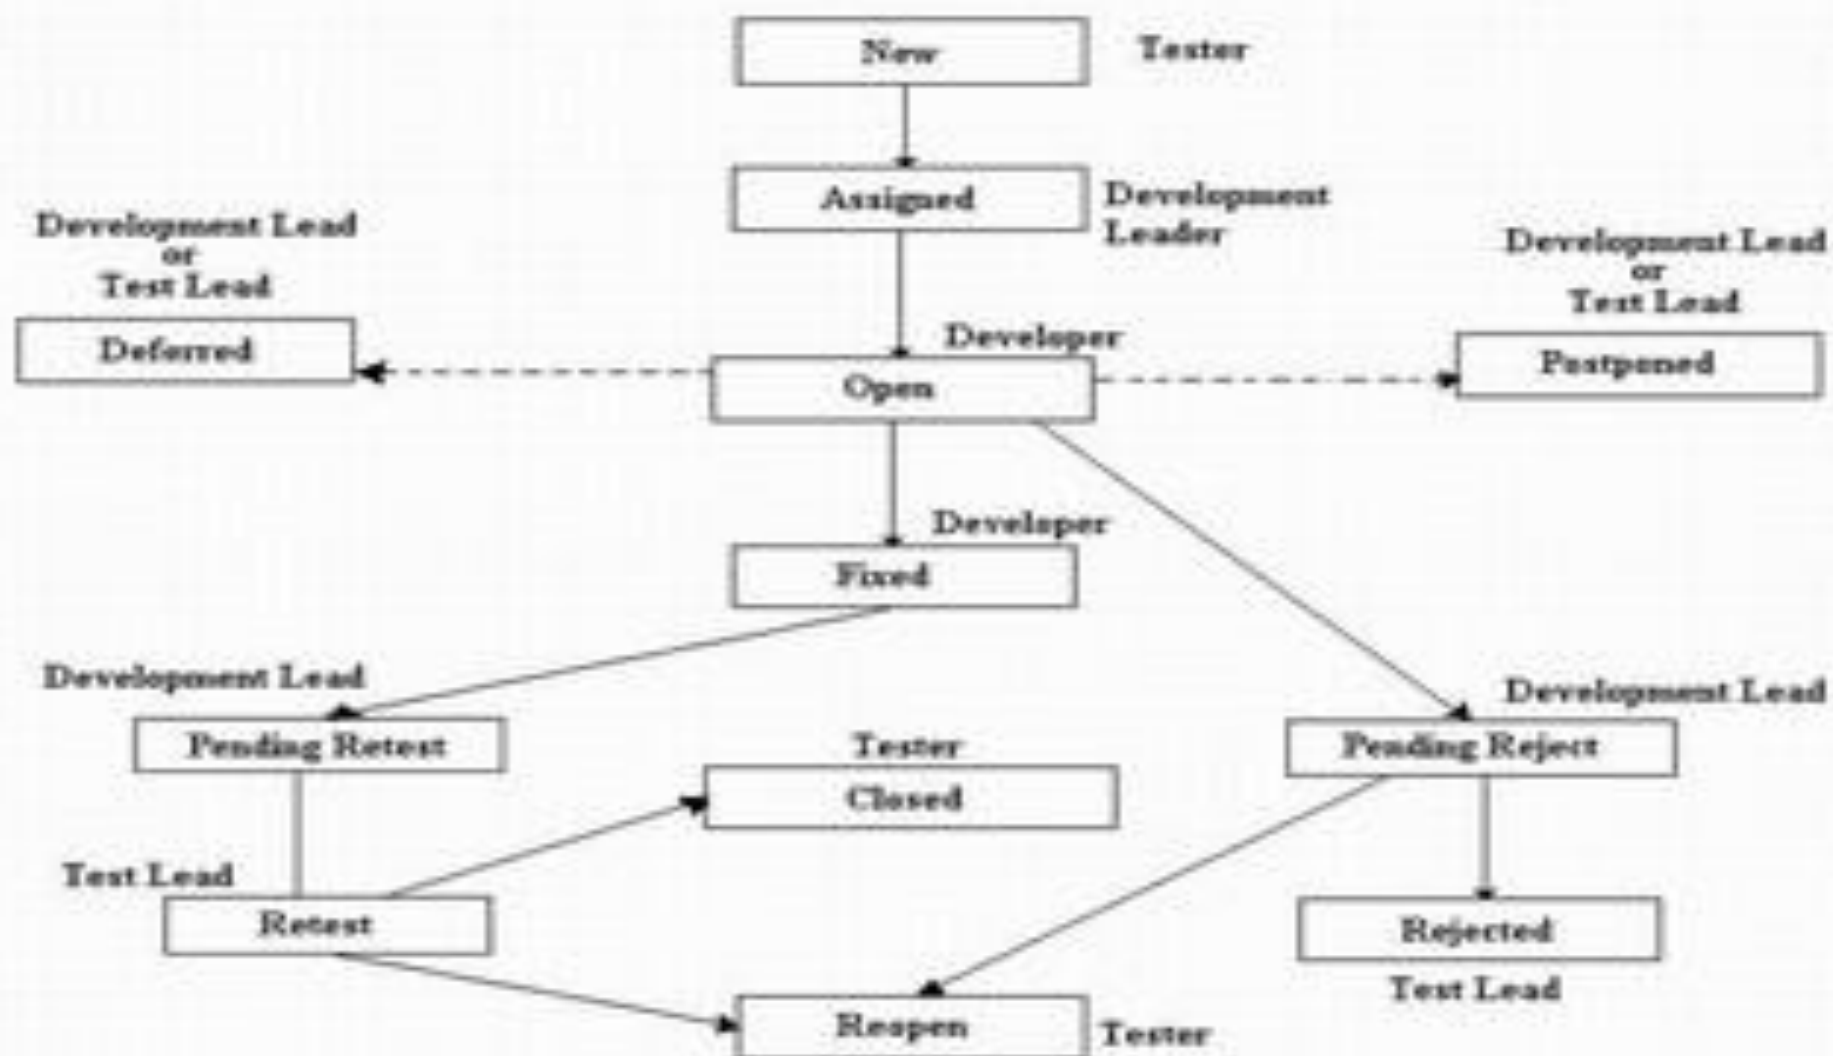 New
Tester
Assigned
Development
Leader
Development Lead
or
Test Lead
Deferred
Developer
Open
Development Lead
or
Test Lead
Postponed
Developer
Fixed
Development Lead
Pending Retest
Tester
Closed
Development Lead
Pending Reject
Test Lead
Retest
Rejected
Test Lead
Reopen
Tester